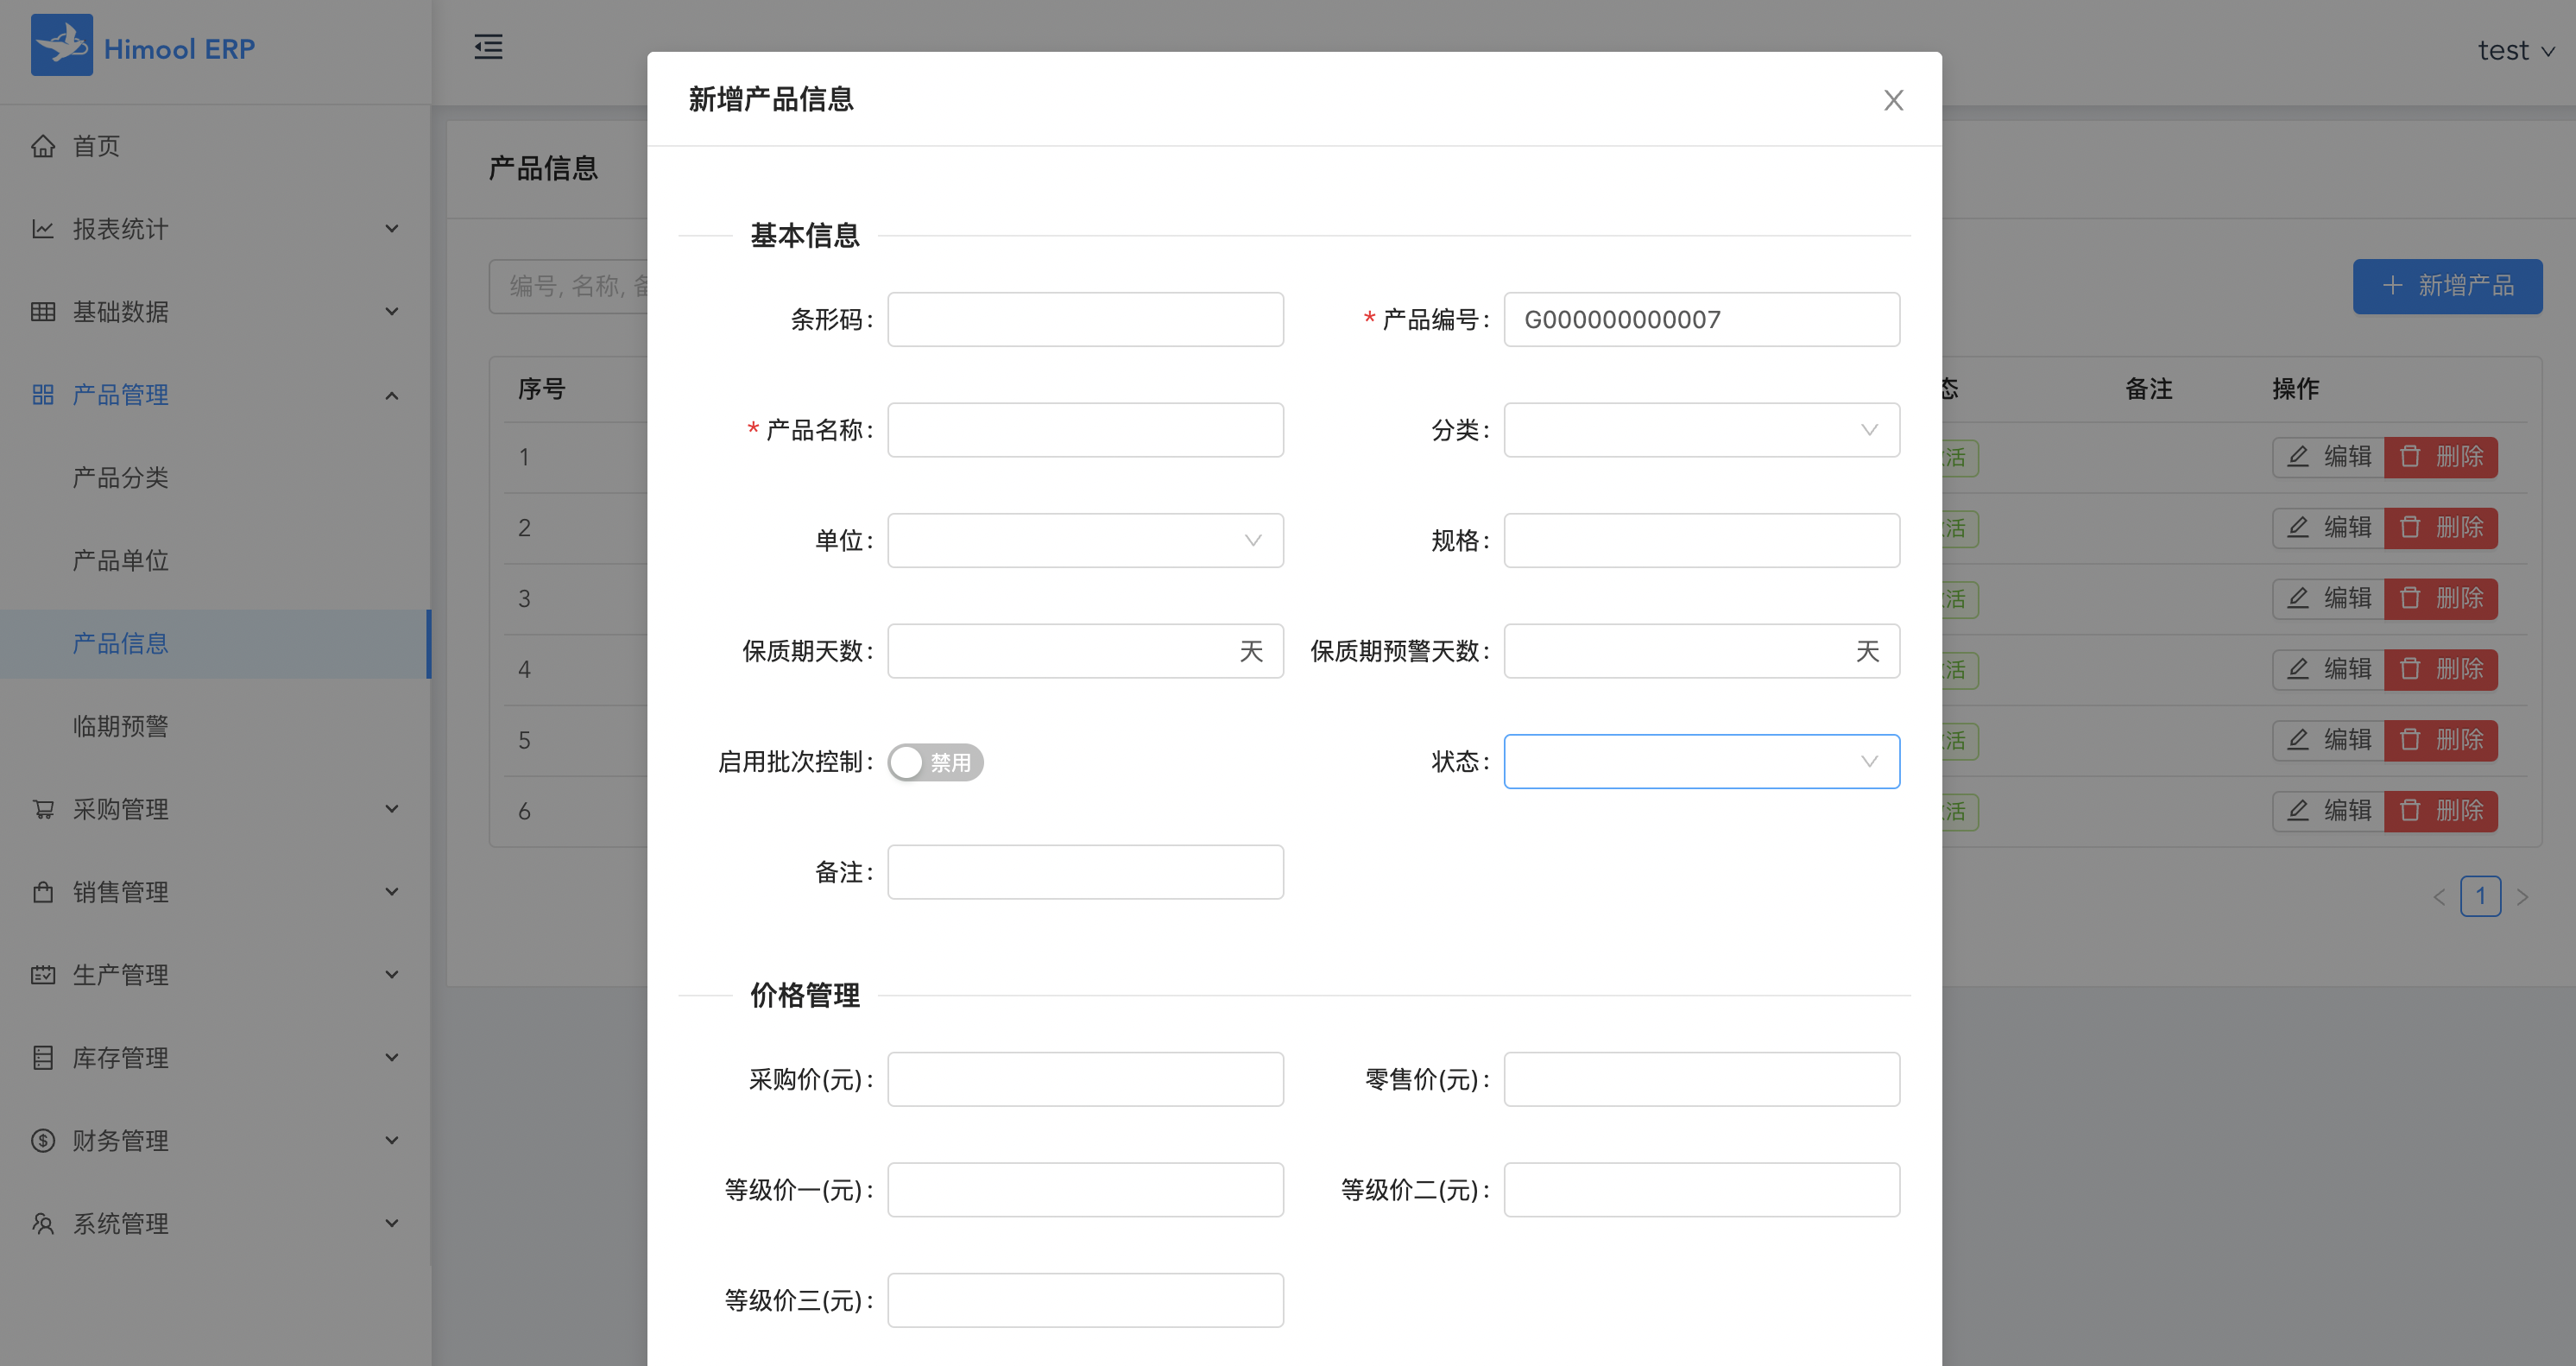 Himool ERP
test
首页
报表统计
基础数据
产品管理
产品分类
产品单位
产品信息
临期预警
采购管理
销售管理
生产管理
库存管理
财务管理
系统管理
产品信息
编号, 名称,
新增产品
序号
备注 操作
1 编辑 删除
2 编辑 删除
3 编辑 删除
4 编辑 删除
5 编辑 删除
6 编辑 删除
1
新增产品信息
基本信息
条形码:
* 产品编号: G000000000007
* 产品名称:
分类:
单位:
规格:
保质期天数: 天
保质期预警天数: 天
启用批次控制: 禁用
状态:
备注:
价格管理
采购价(元):
零售价(元):
等级价一(元):
等级价二(元):
等级价三(元):